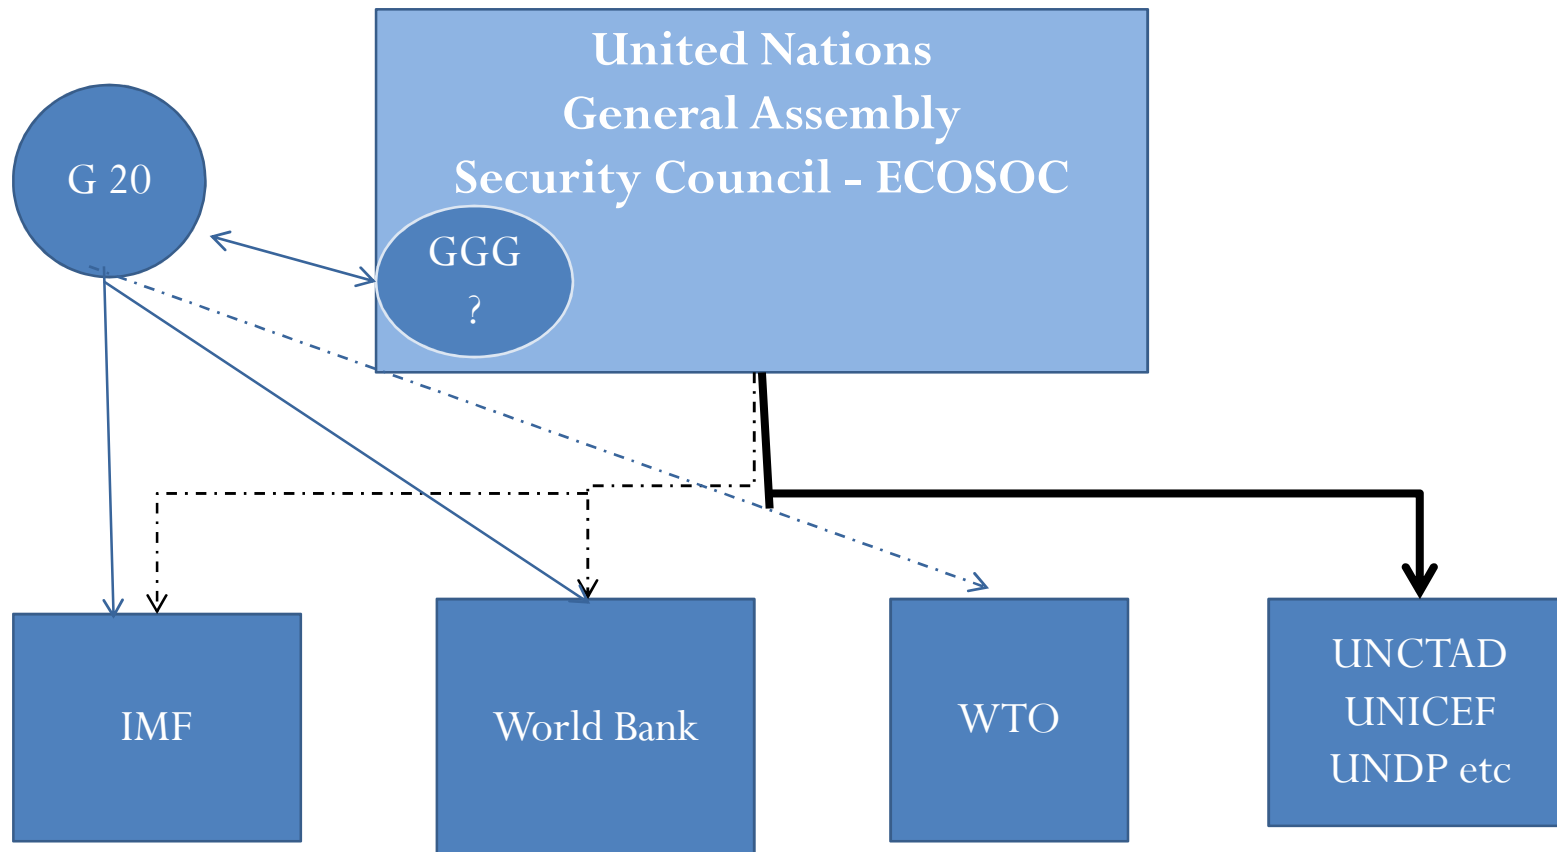 United Nations
General Assembly
Security Council - ECOSOC
G 20
GGG
?
IMF
World Bank
WTO
UNCTAD
UNICEF
UNDP etc